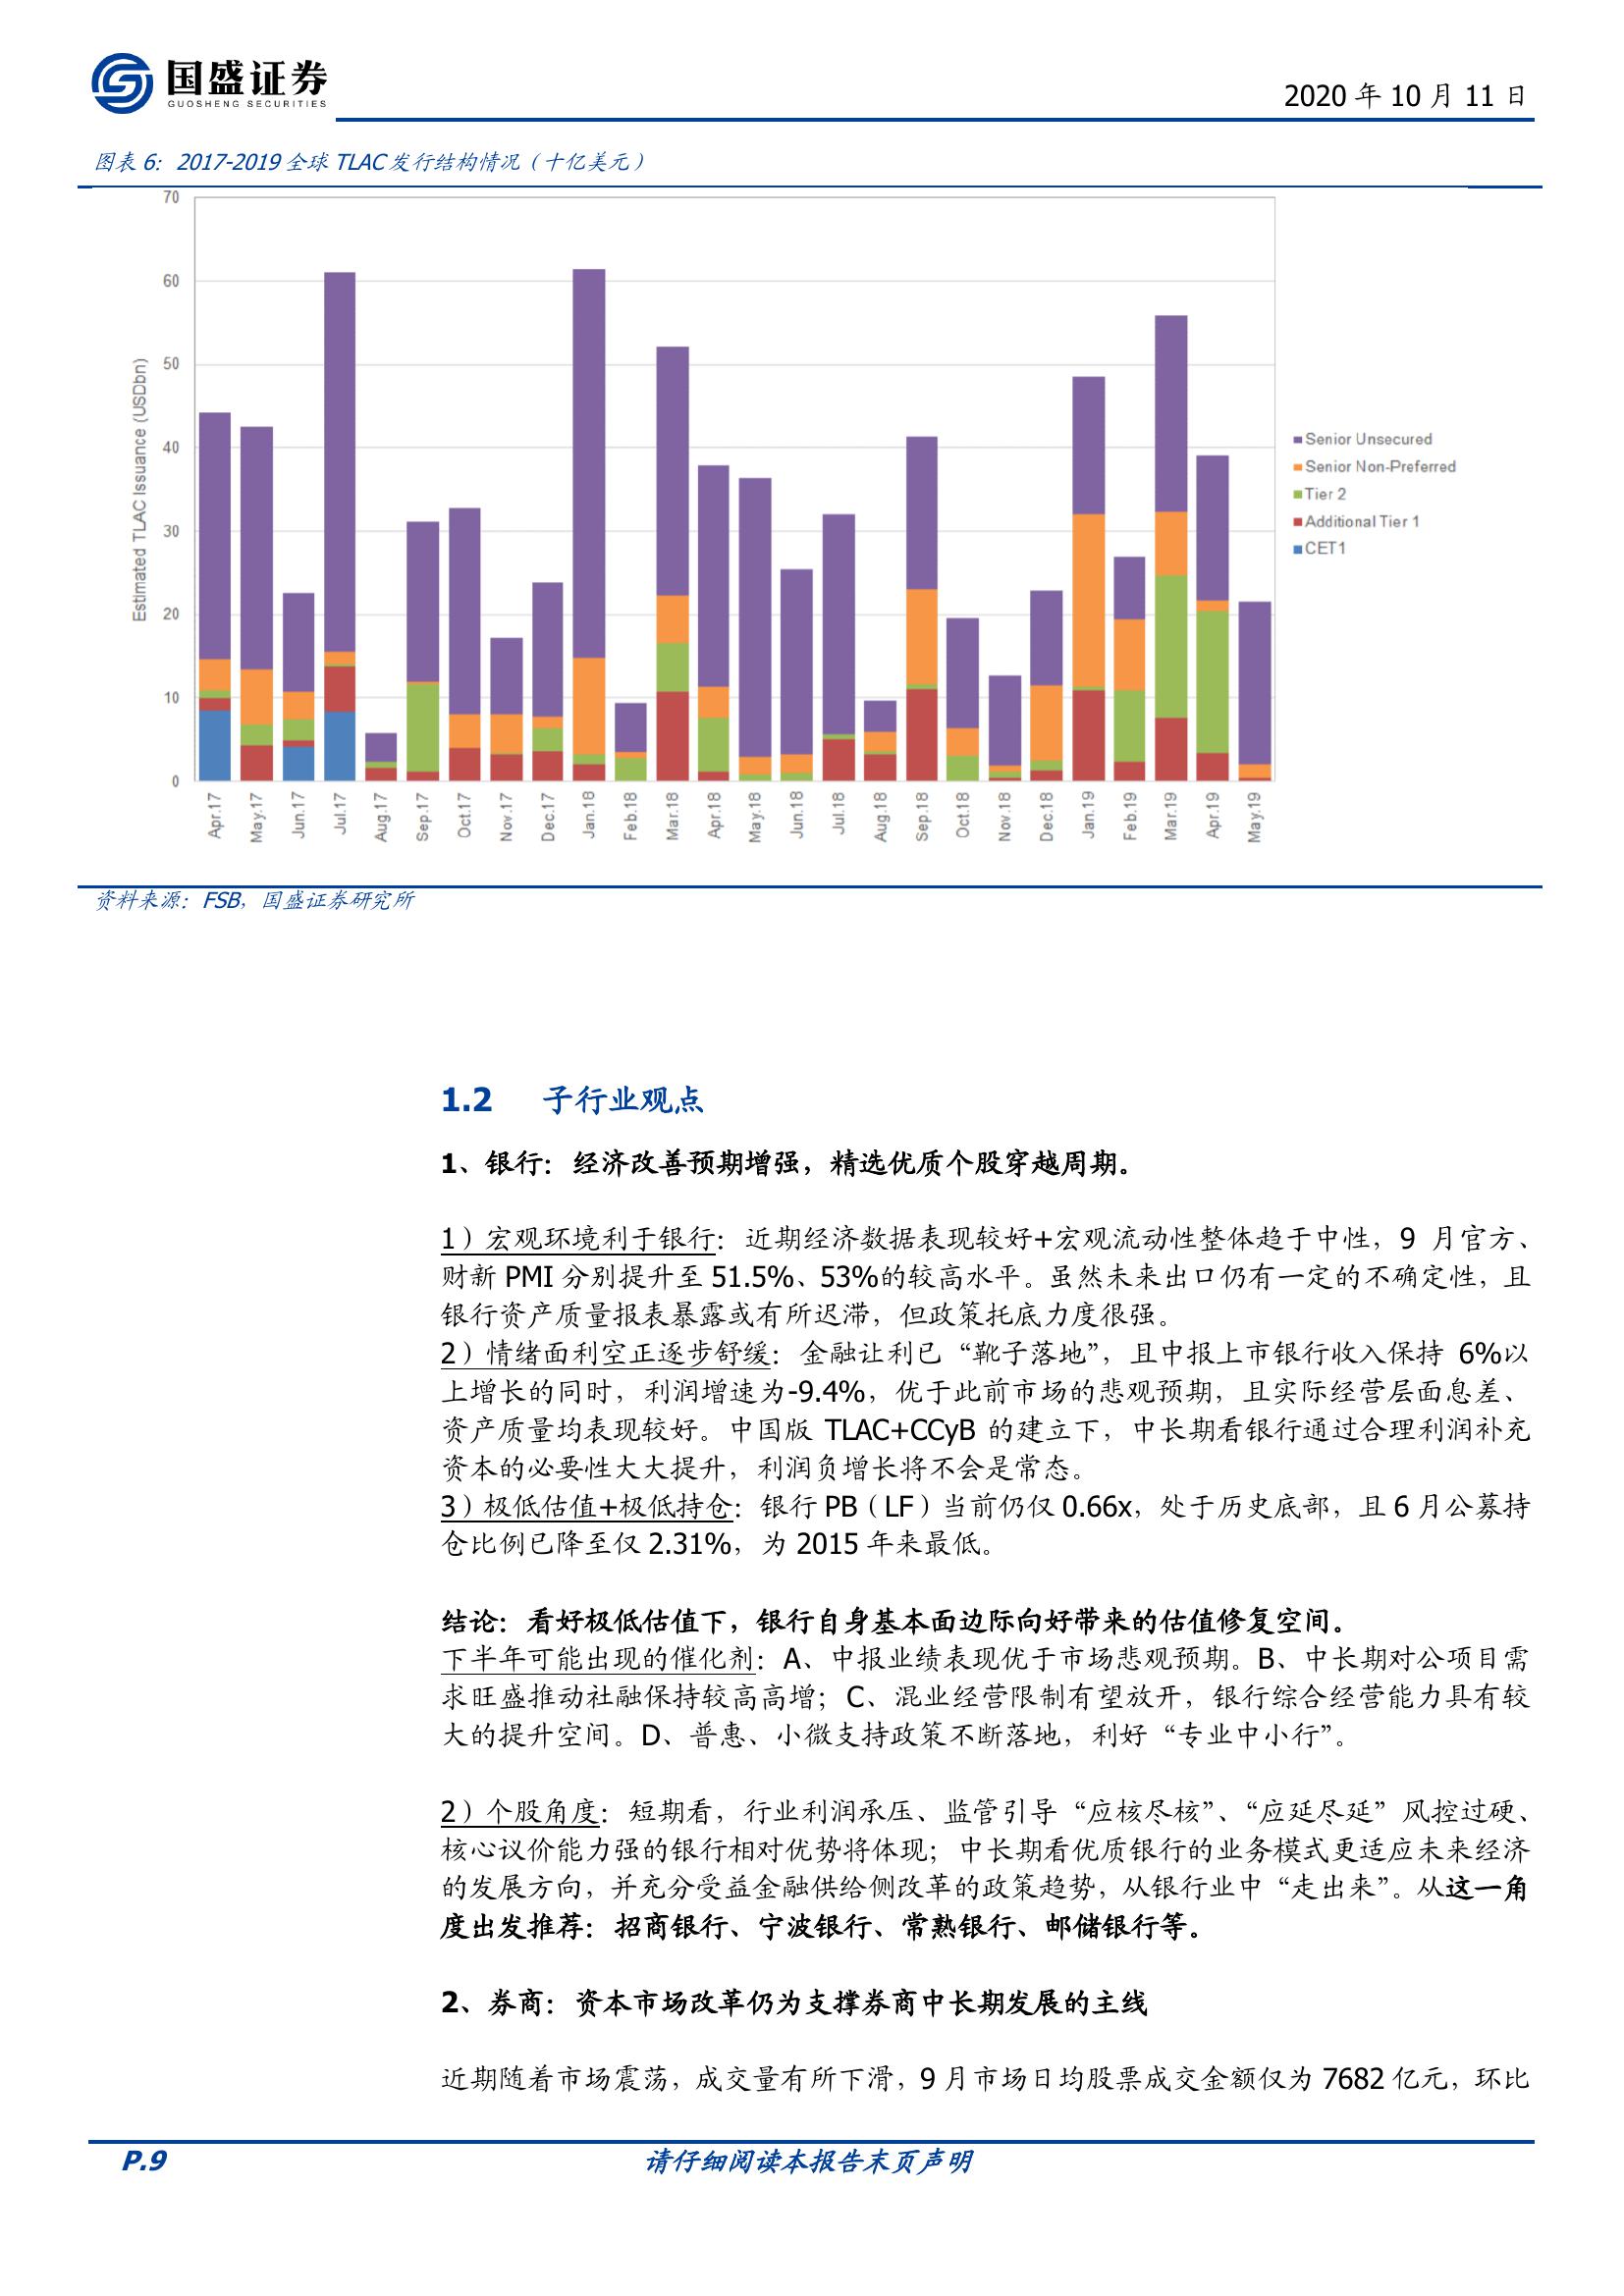 国盛证券
GUOSHENG SECURITIES
2020 年 10 月 11 日
图表 6：2017-2019 全球 TLAC 发行结构情况（十亿美元）
70
60
50
40
30
20
10
0
Estimated TLAC Issuance (USDbn)
Apr.17
May.17
Jun.17
Jul.17
Aug.17
Sep.17
Oct.17
Nov.17
Dec.17
Jan.18
Feb.18
Mar.18
Apr.18
May.18
Jun.18
Jul.18
Aug.18
Sep.18
Oct.18
Nov.18
Dec.18
Jan.19
Feb.19
Mar.19
Apr.19
May.19
Senior Unsecured
Senior Non-Preferred
Tier 2
Additional Tier 1
CET1
资料来源：FSB，国盛证券研究所
1.2 子行业观点
1、银行：经济改善预期增强，精选优质个股穿越周期。
1）宏观环境利于银行：近期经济数据表现较好+宏观流动性整体趋于中性，9 月官方、
财新 PMI 分别提升至 51.5%、53%的较高水平。虽然未来出口仍有一定的不确定性，且
银行资产质量报表暴露或有所迟滞，但政策托底力度很强。
2）情绪面利空正逐步舒缓：金融让利已“靴子落地”，且中报上市银行收入保持 6%以
上增长的同时，利润增速为-9.4%，优于此前市场的悲观预期，且实际经营层面息差、
资产质量均表现较好。中国版 TLAC+CCyB 的建立下，中长期看银行通过合理利润补充
资本的必要性大大提升，利润负增长将不会是常态。
3）极低估值+极低持仓：银行 PB（LF）当前仍仅 0.66x，处于历史底部，且 6 月公募持
仓比例已降至仅 2.31%，为 2015 年来最低。
结论：看好极低估值下，银行自身基本面边际向好带来的估值修复空间。
下半年可能出现的催化剂：A、中报业绩表现优于市场悲观预期。B、中长期对公项目需
求旺盛推动社融保持较高高增；C、混业经营限制有望放开，银行综合经营能力具有较
大的提升空间。D、普惠、小微支持政策不断落地，利好“专业中小行”。
2）个股角度：短期看，行业利润承压、监管引导“应核尽核”、“应延尽延”风控过硬、
核心议价能力强的银行相对优势将体现；中长期看优质银行的业务模式更适应未来经济
的发展方向，并充分受益金融供给侧改革的政策趋势，从银行业中“走出来”。从这一角
度出发推荐：招商银行、宁波银行、常熟银行、邮储银行等。
2、券商：资本市场改革仍为支撑券商中长期发展的主线
近期随着市场震荡，成交量有所下滑，9 月市场日均股票成交金额仅为 7682 亿元，环比
P.9
请仔细阅读本报告末页声明